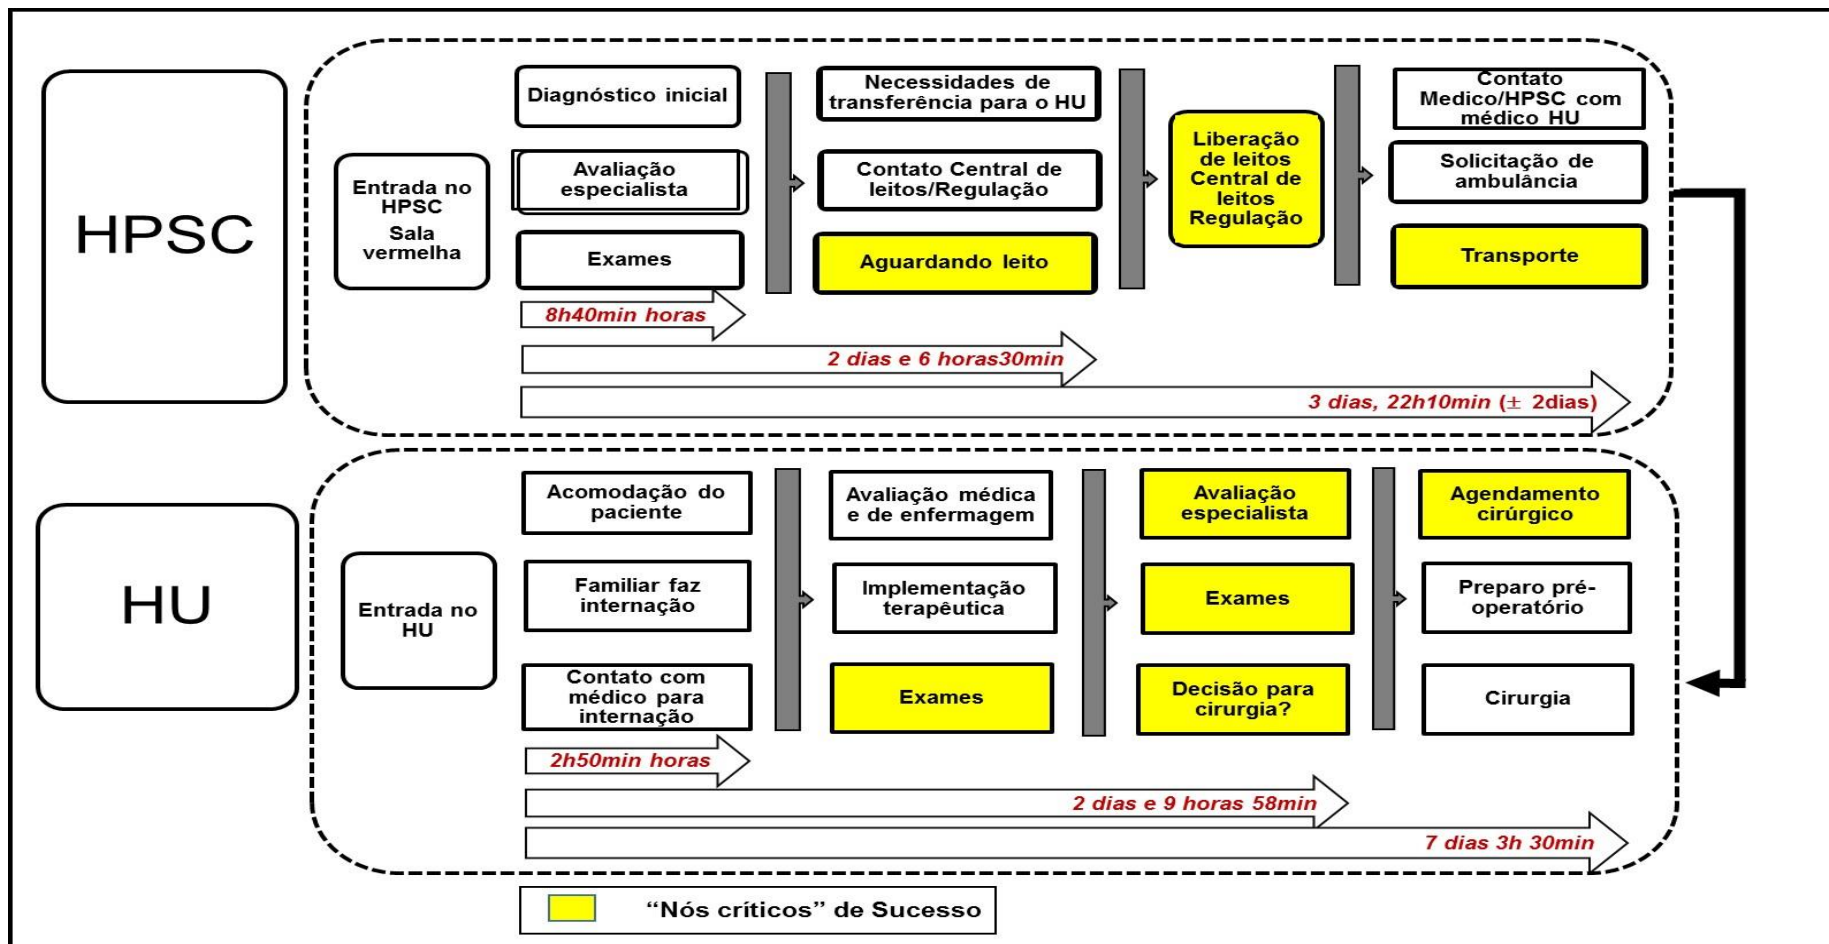 HPSC
Entrada no
HPSC
Sala
vermelha
Diagnóstico inicial
Avaliação
especialista
Exames
Necessidades de
transferência para o HU
Contato Central de
leitos/Regulação
Aguardando leito
Liberação
de leitos
Central de
leitos
Regulação
Contato
Medico/HPSC com
médico HU
Solicitação de
ambulância
Transporte
8h40min horas
2 dias e 6 horas30min
3 dias, 22h10min (± 2dias)
HU
Entrada no
HU
Acomodação do
paciente
Familiar faz
internação
Contato com
médico para
internação
Avaliação médica
e de enfermagem
Implementação
terapêutica
Exames
Avaliação
especialista
Exames
Decisão para
cirurgia?
Agendamento
cirúrgico
Preparo pré-
operatório
Cirurgia
2h50min horas
2 dias e 9 horas 58min
7 dias 3h 30min
“Nós críticos” de Sucesso